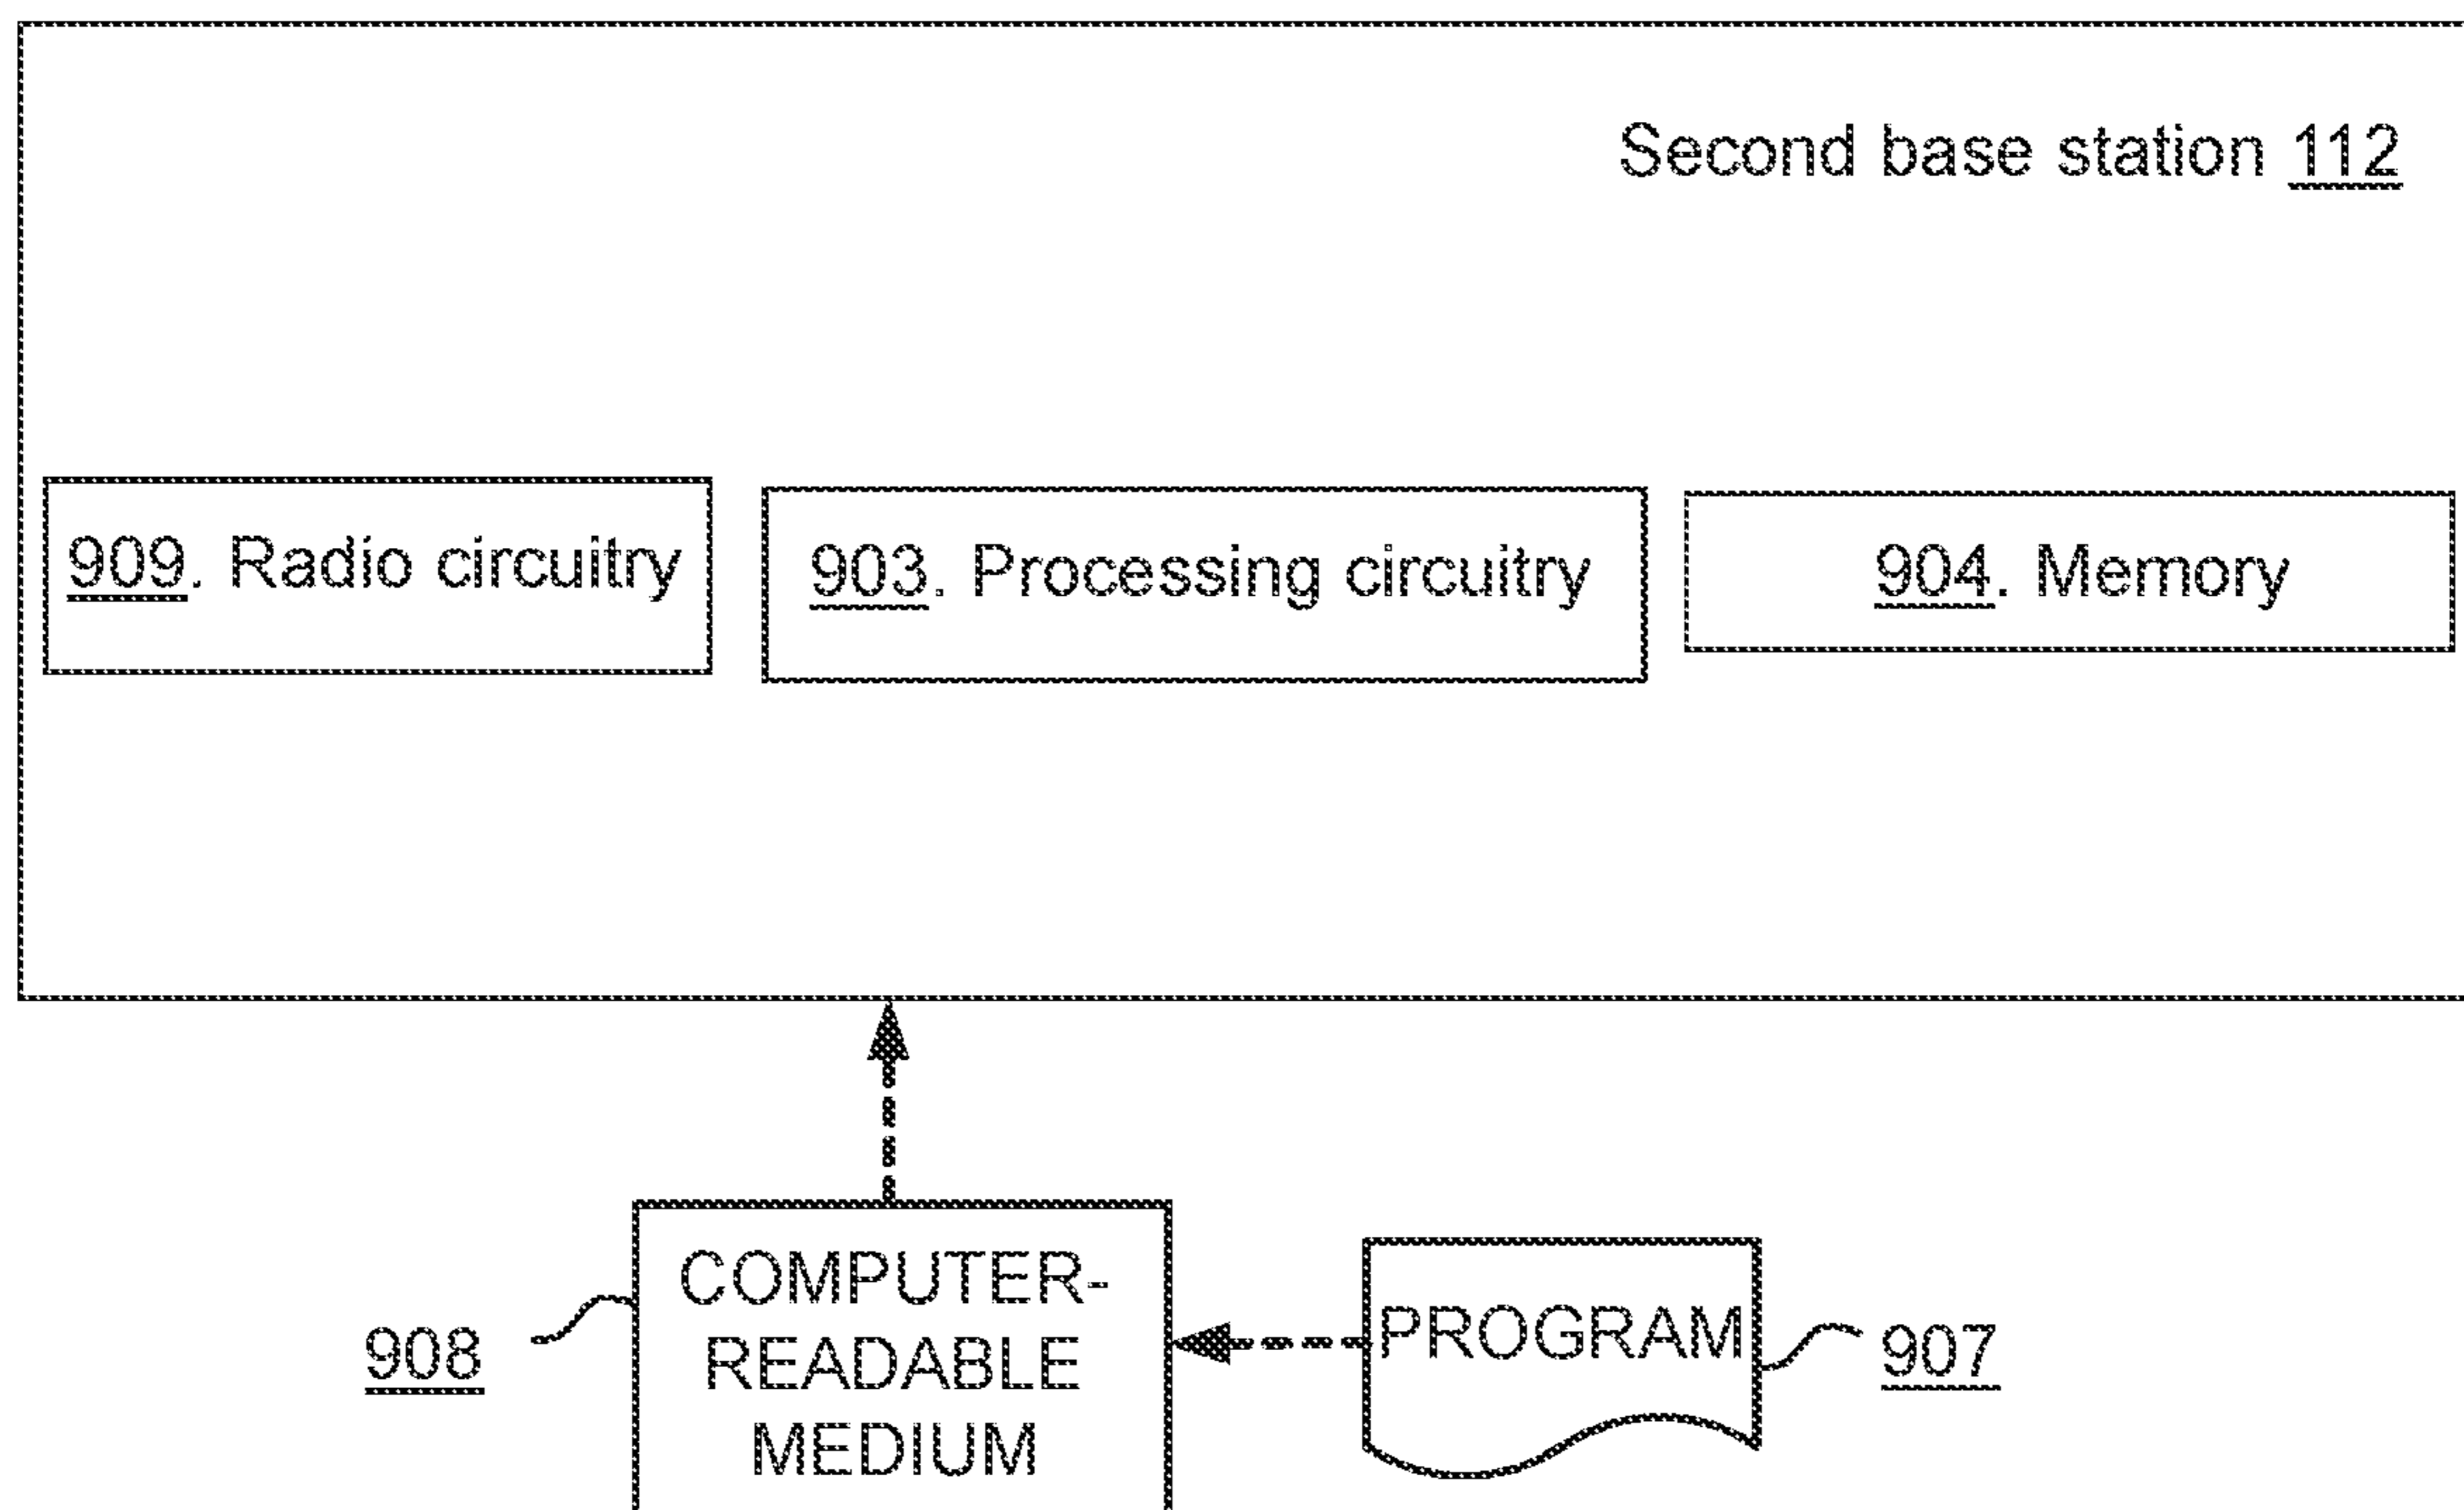 Second base station 112
909. Radio circuitry
903. Processing circuitry
904. Memory
COMPUTER-
READABLE
MEDIUM
908
PROGRAM
907